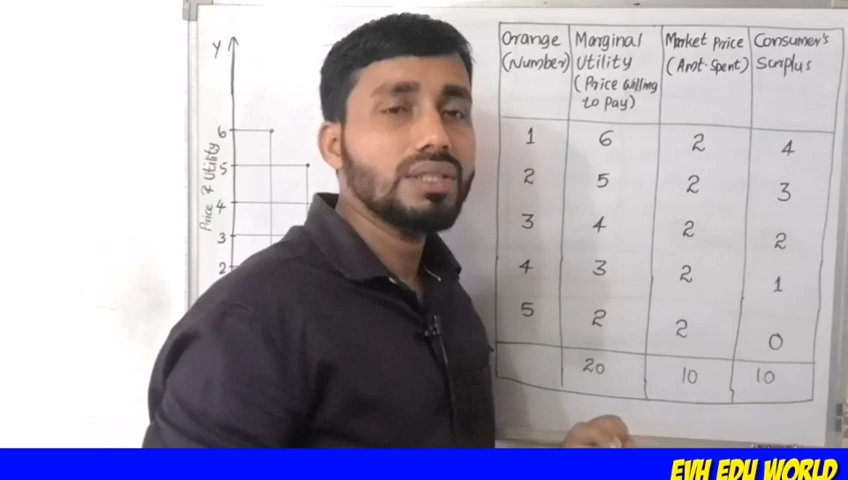 Y
6
5
4
3
2
Price & Utility
Orange Marginal Market Price Consumer's
(Number) Utility (Amt. Spent) Surplus
(Price willing
to Pay)
1 6 2 4
2 5 2 3
3 4 2 2
4 3 2 1
5 2 2 0
20 10 10
EVH EDU WORLD